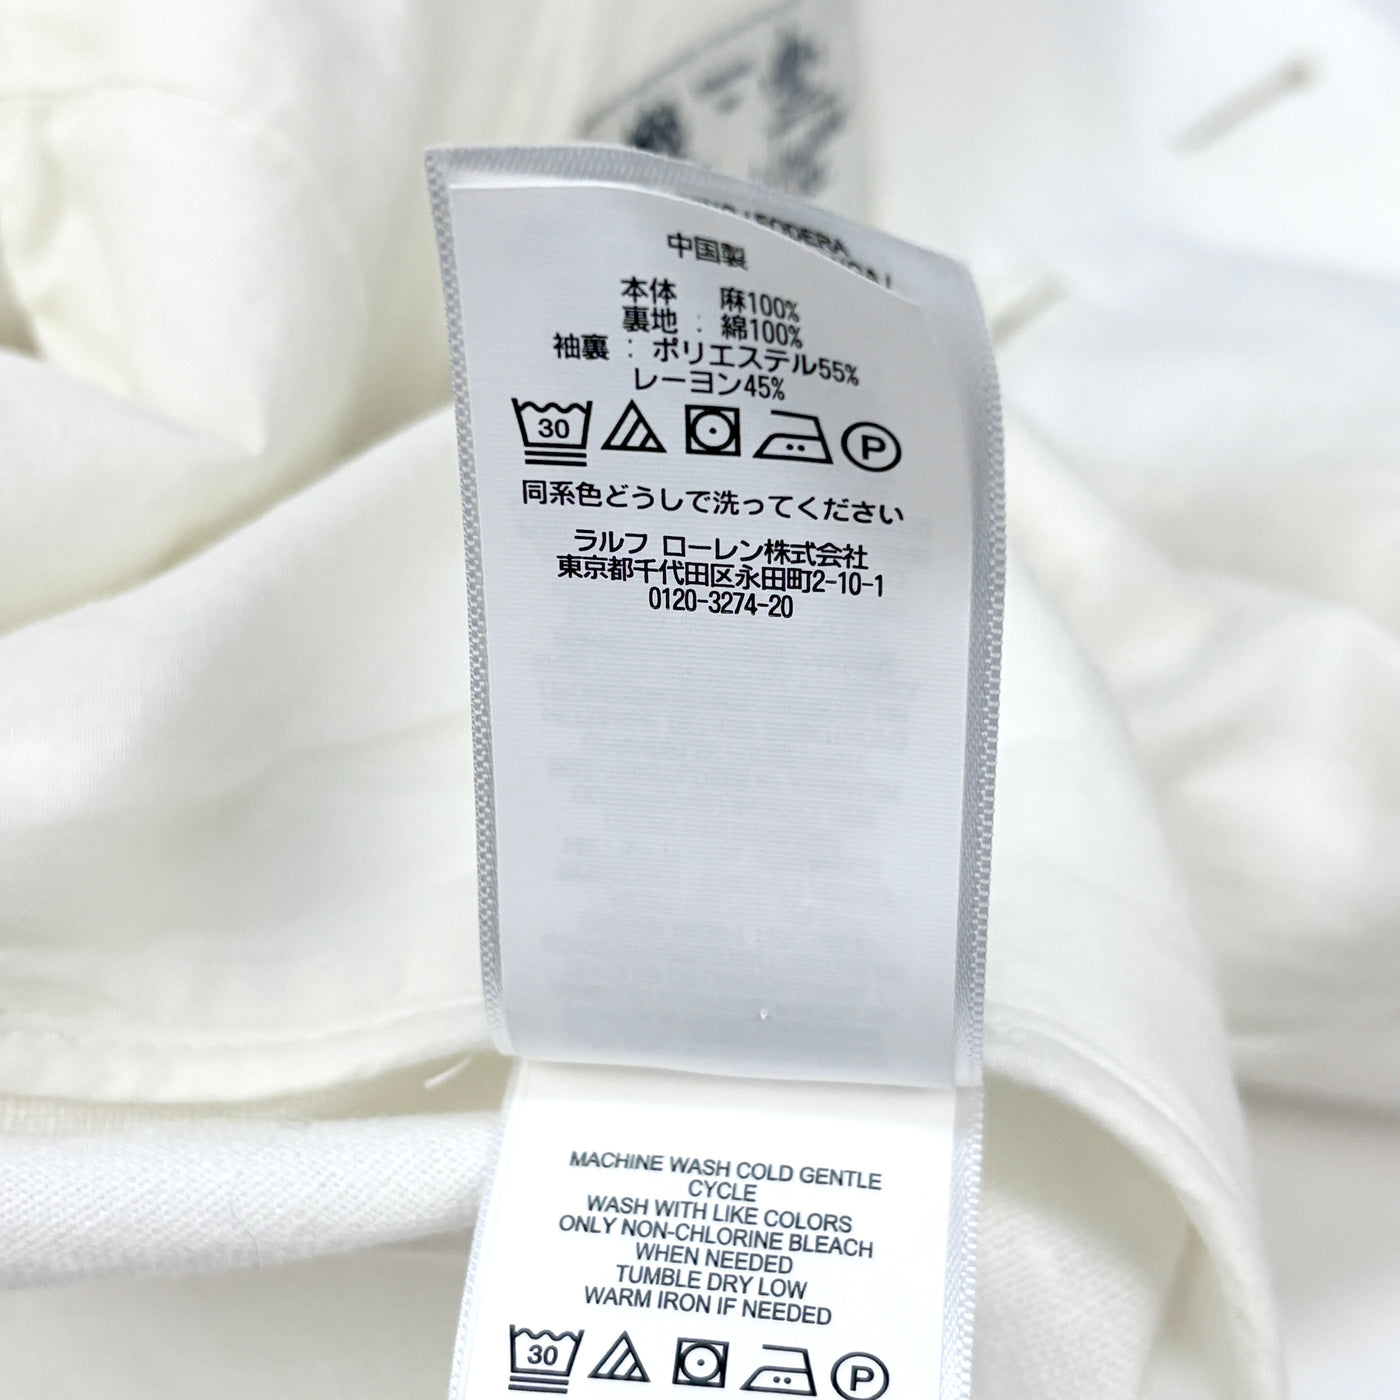 FODERA
中国製
本体 麻100%
裏地 : 綿100%
袖裏 : ポリエステル55%
レーヨン45%
30
P
同系色どうしで洗ってください
ラルフ ローレン株式会社
東京都千代田区永田町2-10-1
0120-3274-20
MACHINE WASH COLD GENTLE
CYCLE
WASH WITH LIKE COLORS
ONLY NON-CHLORINE BLEACH
WHEN NEEDED
TUMBLE DRY LOW
WARM IRON IF NEEDED
30
P